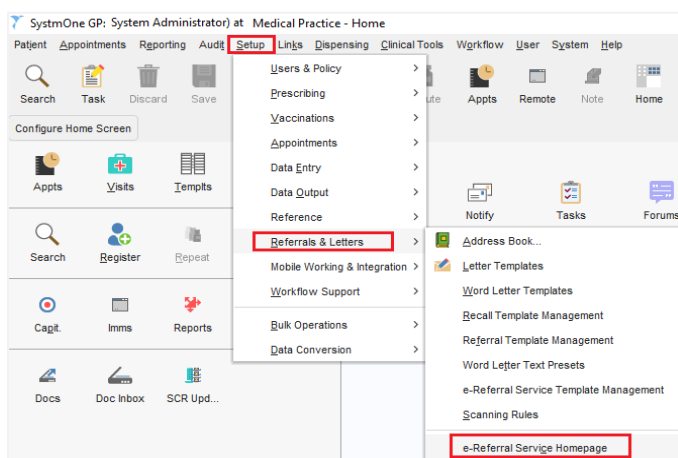 SystmOne GP: System Administrator) at Medical Practice - Home
Patient Appointments Reporting Audit Setup Links Dispensing Clinical Tools Workflow User System Help
Search Task Discard Save Appts Remote Note Home
Configure Home Screen
Users & Policy
Prescribing
Vaccinations
Appointments
Data Entry
Data Output
Reference
Referrals & Letters
Mobile Working & Integration
Workflow Support
Bulk Operations
Data Conversion
Appts Visits Templts
Notify Tasks Forums
Search Register Repeat
Capit. Imms Reports
Docs Doc Inbox SCR Upd...
Address Book...
Letter Templates
Word Letter Templates
Recall Template Management
Referral Template Management
Word Letter Text Presets
e-Referral Service Template Management
Scanning Rules
e-Referral Service Homepage